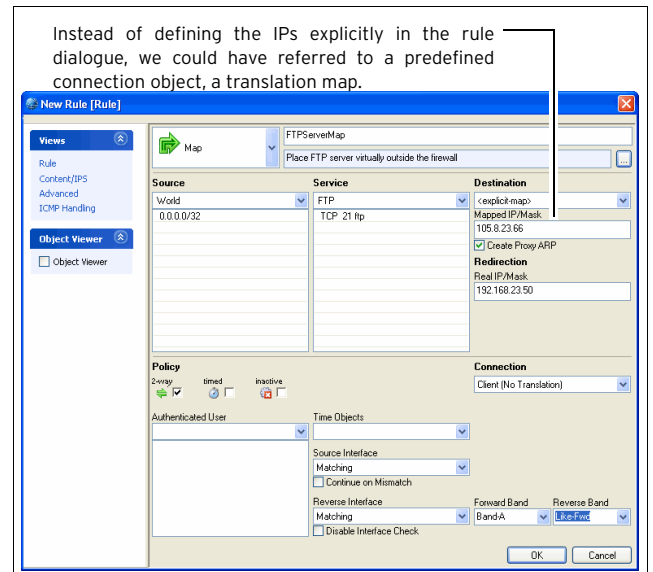 Instead of defining the IPs explicitly in the rule
dialogue, we could have referred to a predefined
connection object, a translation map.
New Rule [Rule]
Views
Rule
Content/IPS
Advanced
ICMP Handling
Object Viewer
Object Viewer
Map
FTPServerMap
Place FTP server virtually outside the firewall
...
Source
World
0.0.0.0/32
Service
FTP
TCP 21 ftp
Destination
<explicit-map>
Mapped IP/Mask
105.8.23.66
Create Proxy ARP
Redirection
Real IP/Mask
192.168.23.50
Policy
2-way timed inactive
Connection
Client (No Translation)
Authenticated User
Time Objects
Source Interface
Matching
Continue on Mismatch
Reverse Interface
Matching
Disable Interface Check
Forward Band Reverse Band
Band-A Like-Fwd
OK Cancel